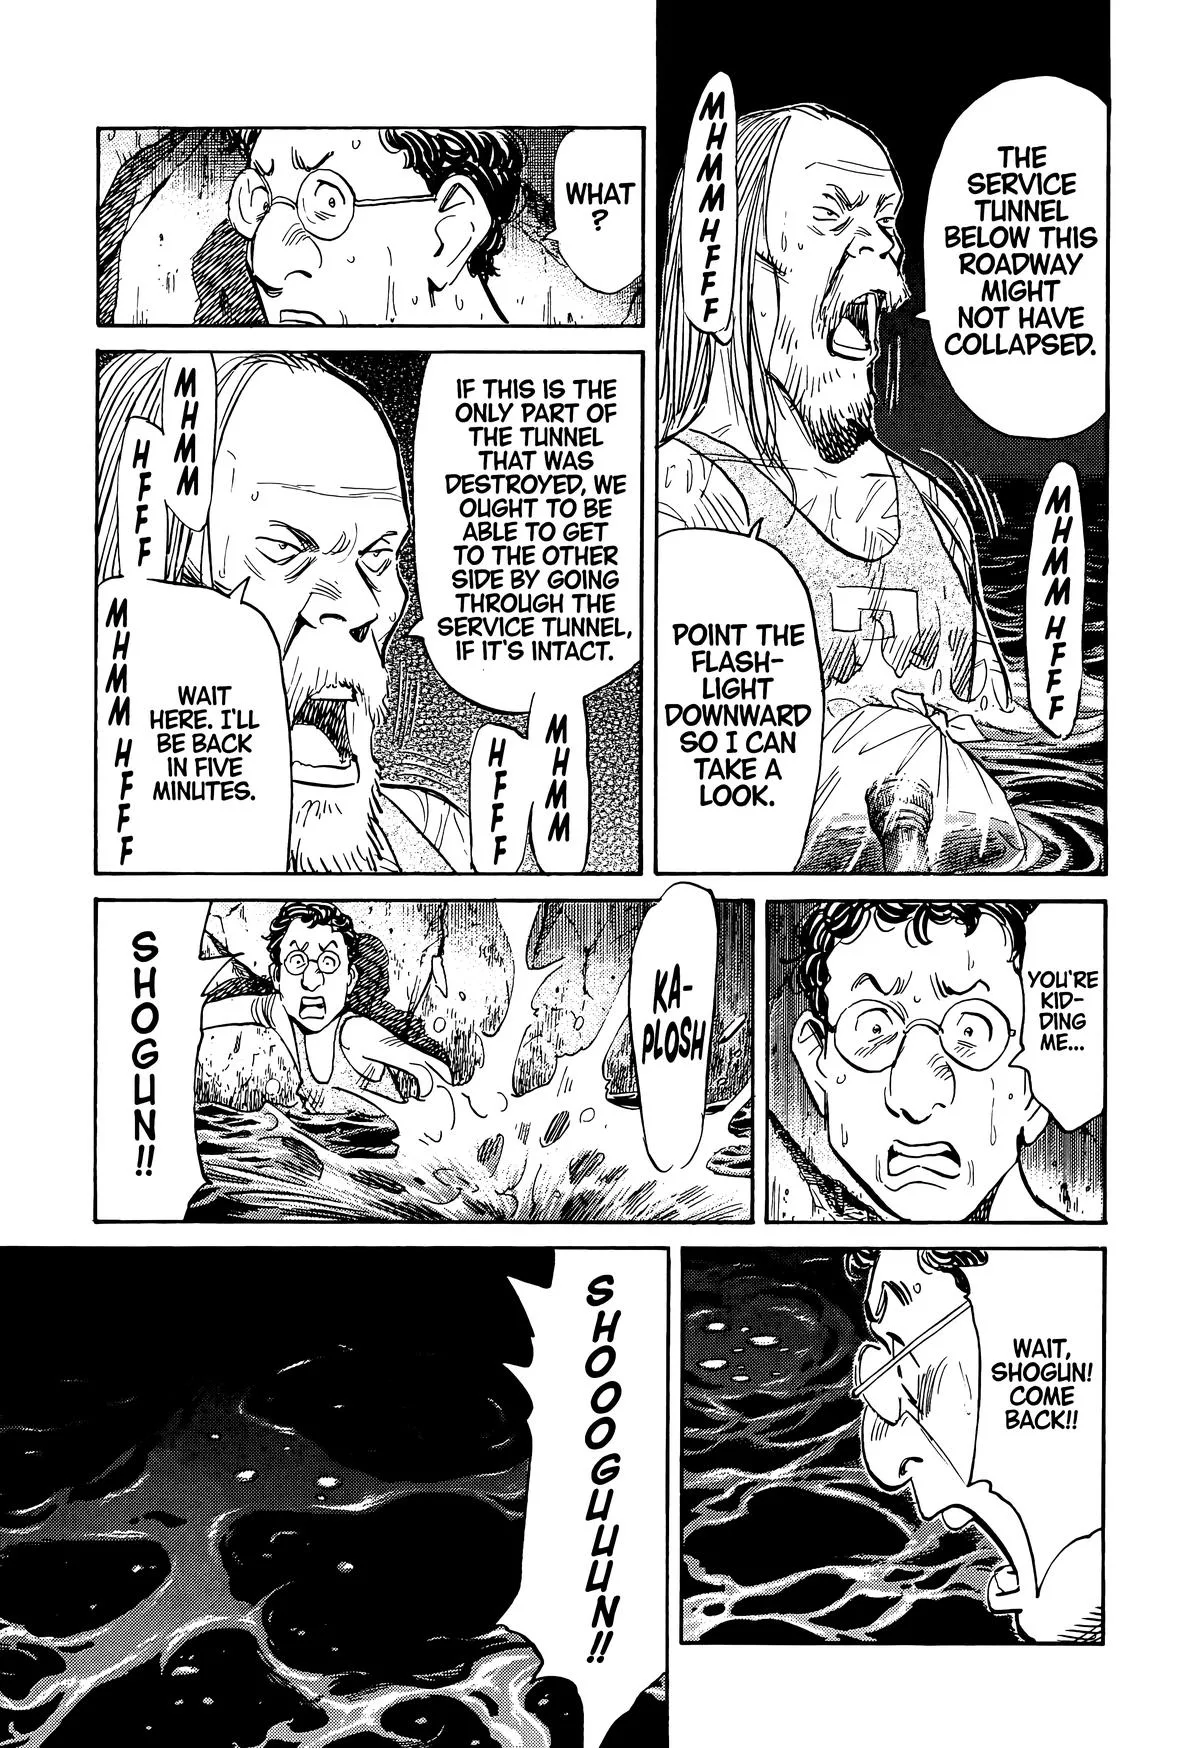 MHMMHFFF
THE
SERVICE
TUNNEL
BELOW THIS
ROADWAY
MIGHT
NOT HAVE
COLLAPSED.
MHMMHFFF
POINT THE
FLASH-
LIGHT
DOWNWARD
SO I CAN
TAKE A
LOOK.
WHAT
?
IF THIS IS THE
ONLY PART OF
THE TUNNEL
THAT WAS
DESTROYED, WE
OUGHT TO BE
ABLE TO GET
TO THE OTHER
SIDE BY GOING
THROUGH THE
SERVICE TUNNEL,
IF IT'S INTACT.
MHMM
HFFF
MHMM
HFFF
WAIT
HERE. I'LL
BE BACK
IN FIVE
MINUTES.
MHMMHFFF
YOU'RE
KID-
DING
ME...
KA-
PLOSH
SHOGUN!!
WAIT,
SHOGUN!
COME
BACK!!
SHOOOGUUUN!!